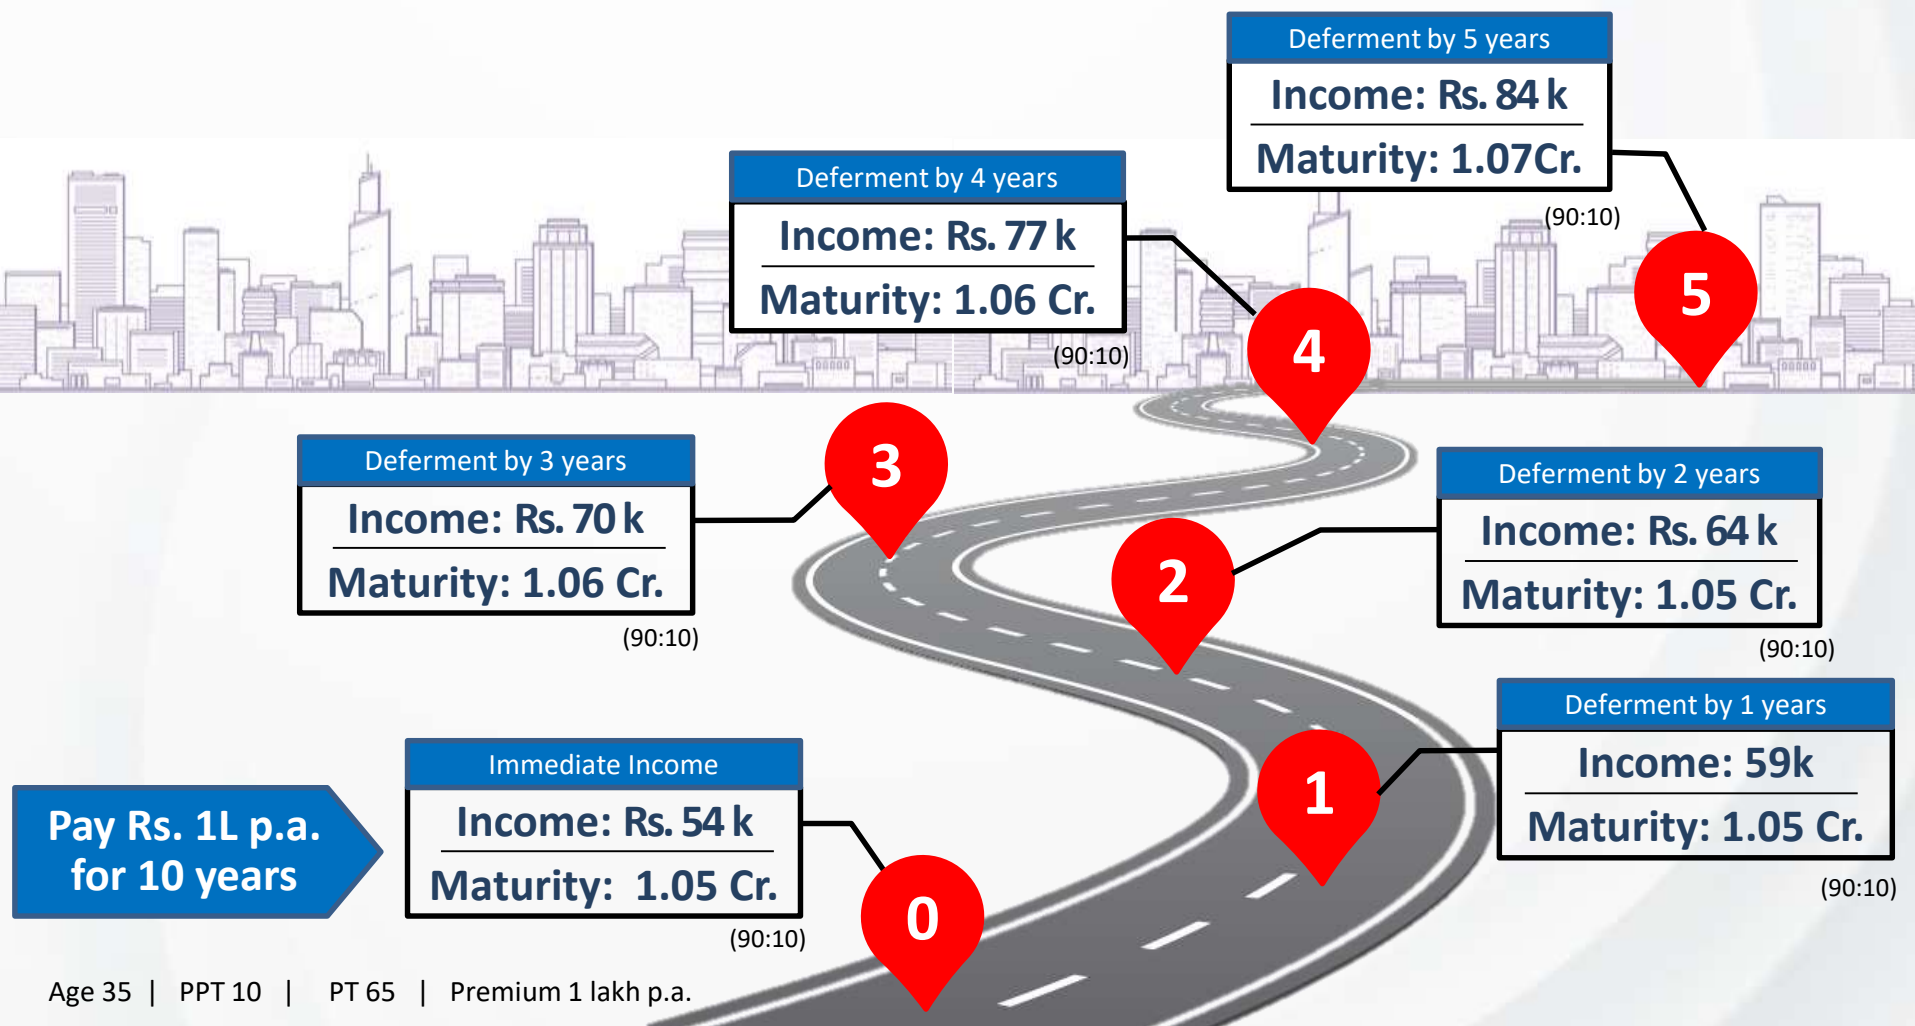 Deferment by 5 years
Income: Rs. 84 k
Maturity: 1.07Cr.
(90:10)
5
Deferment by 4 years
Income: Rs. 77 k
Maturity: 1.06 Cr.
(90:10)
4
Deferment by 3 years
Income: Rs. 70 k
Maturity: 1.06 Cr.
(90:10)
3
Deferment by 2 years
Income: Rs. 64 k
Maturity: 1.05 Cr.
(90:10)
2
Deferment by 1 years
Income: 59k
Maturity: 1.05 Cr.
(90:10)
1
Pay Rs. 1L p.a.
for 10 years
Immediate Income
Income: Rs. 54 k
Maturity: 1.05 Cr.
(90:10)
0
Age 35 | PPT 10 | PT 65 | Premium 1 lakh p.a.